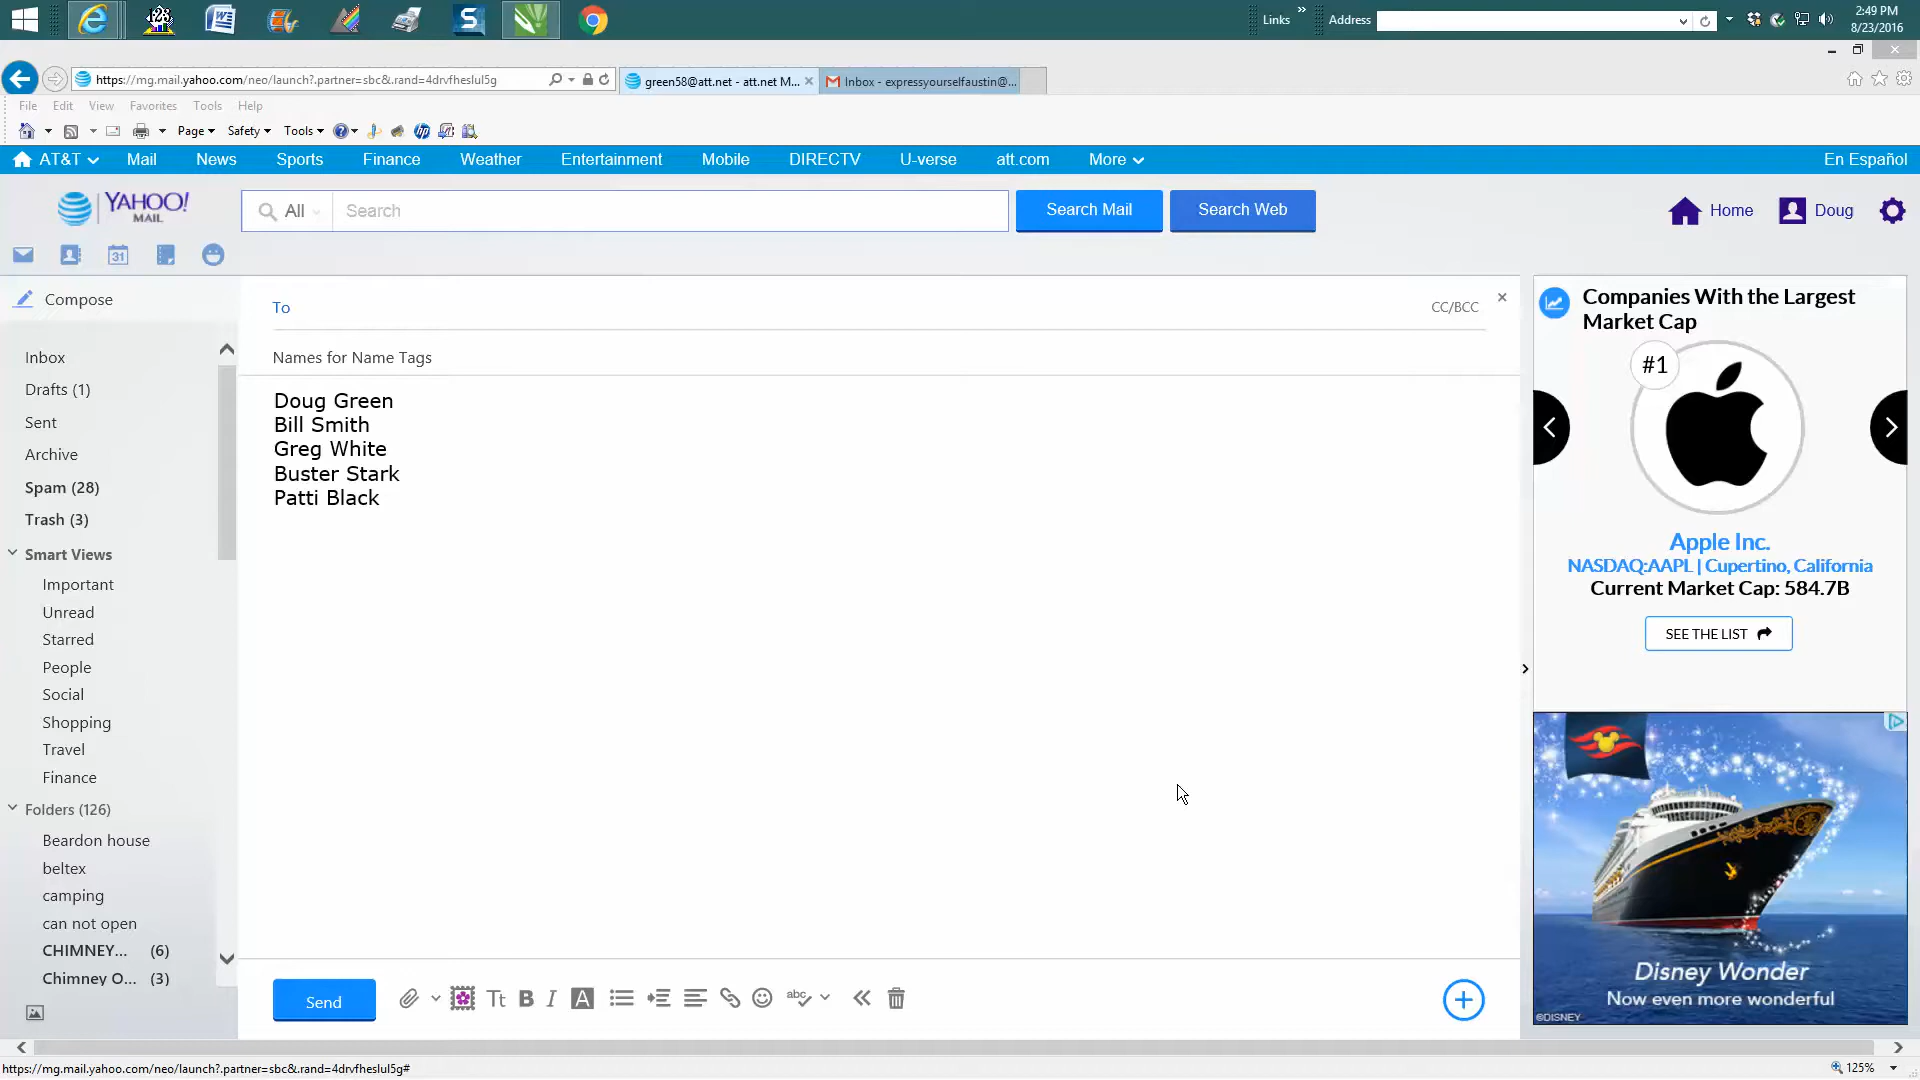 Links
Address
2:49 PM
8/23/2016
https://mg.mail.yahoo.com/neo/launch?.partner=sbc&.rand=4drvfheslul5g
green58@att.net - att.net M...
Inbox - expressyourselfaustin@...
File Edit View Favorites Tools Help
Page Safety Tools
AT&T Mail News Sports Finance Weather Entertainment Mobile DIRECTV U-verse att.com More En Español
YAHOO!
MAIL
All Search Search Mail Search Web Home Doug
31
Compose
To CC/BCC
Names for Name Tags
Doug Green
Bill Smith
Greg White
Buster Stark
Patti Black
Inbox
Drafts (1)
Sent
Archive
Spam (28)
Trash (3)
Smart Views
Important
Unread
Starred
People
Social
Shopping
Travel
Finance
Folders (126)
Beardon house
beltex
camping
can not open
CHIMNEY... (6)
Chimney O... (3)
Send Tt B I A abc
Companies With the Largest
Market Cap
#1
Apple Inc.
NASDAQ:AAPL | Cupertino, California
Current Market Cap: 584.7B
SEE THE LIST
Disney Wonder
Now even more wonderful
©DISNEY
https://mg.mail.yahoo.com/neo/launch?.partner=sbc&.rand=4drvfheslul5g#
125%